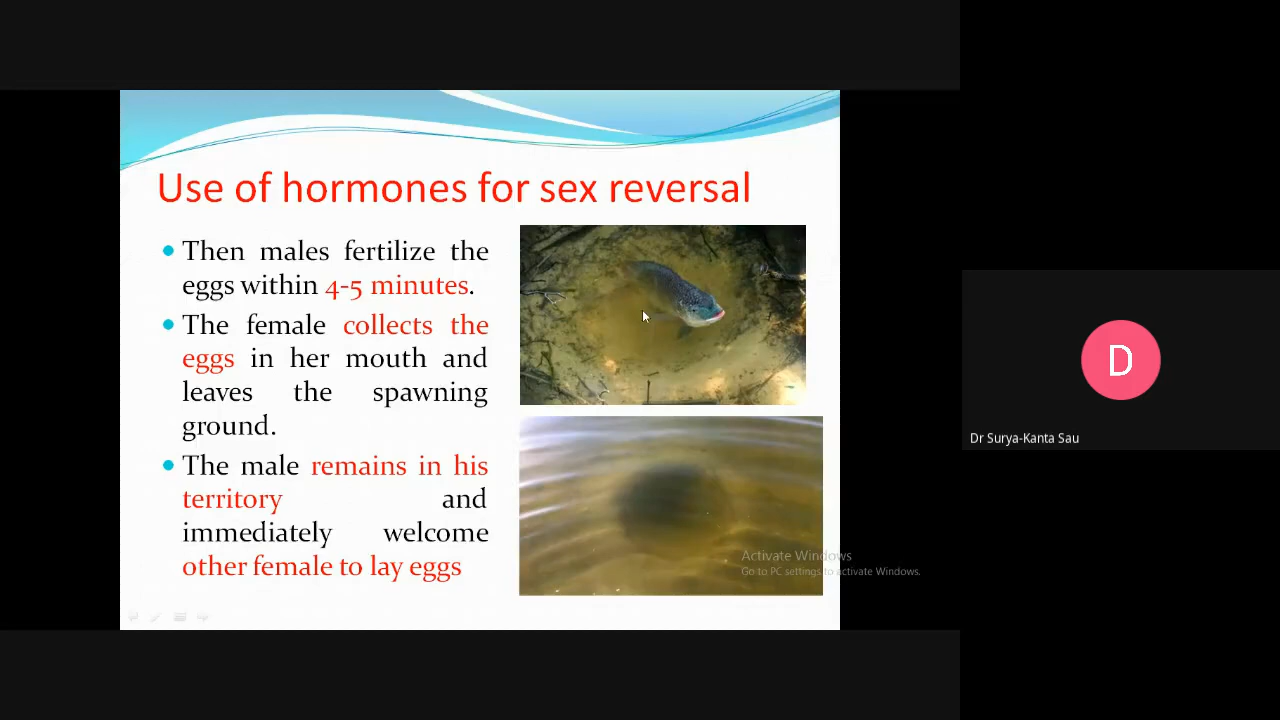 Use of hormones for sex reversal
Then males fertilize the
eggs within 4-5 minutes.
The female collects the
eggs in her mouth and
leaves the spawning
ground.
The male remains in his
territory and
immediately welcome
other female to lay eggs
Activate Windows
Go to PC settings to activate Windows.
D
Dr Surya-Kanta Sau